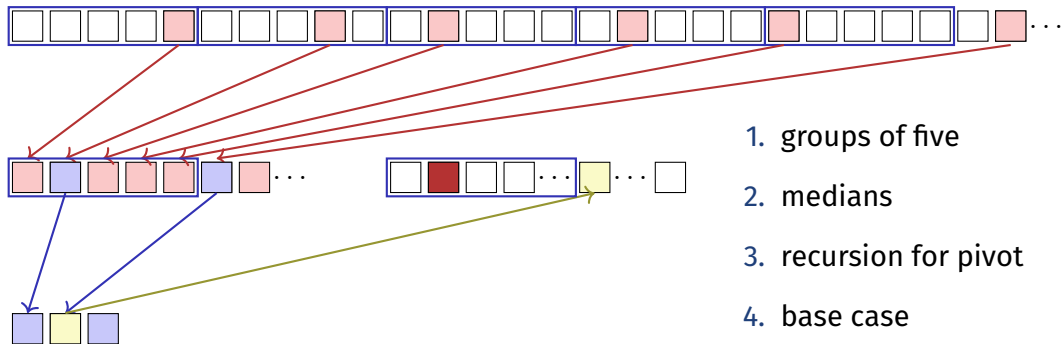 1. groups of five
2. medians
3. recursion for pivot
4. base case